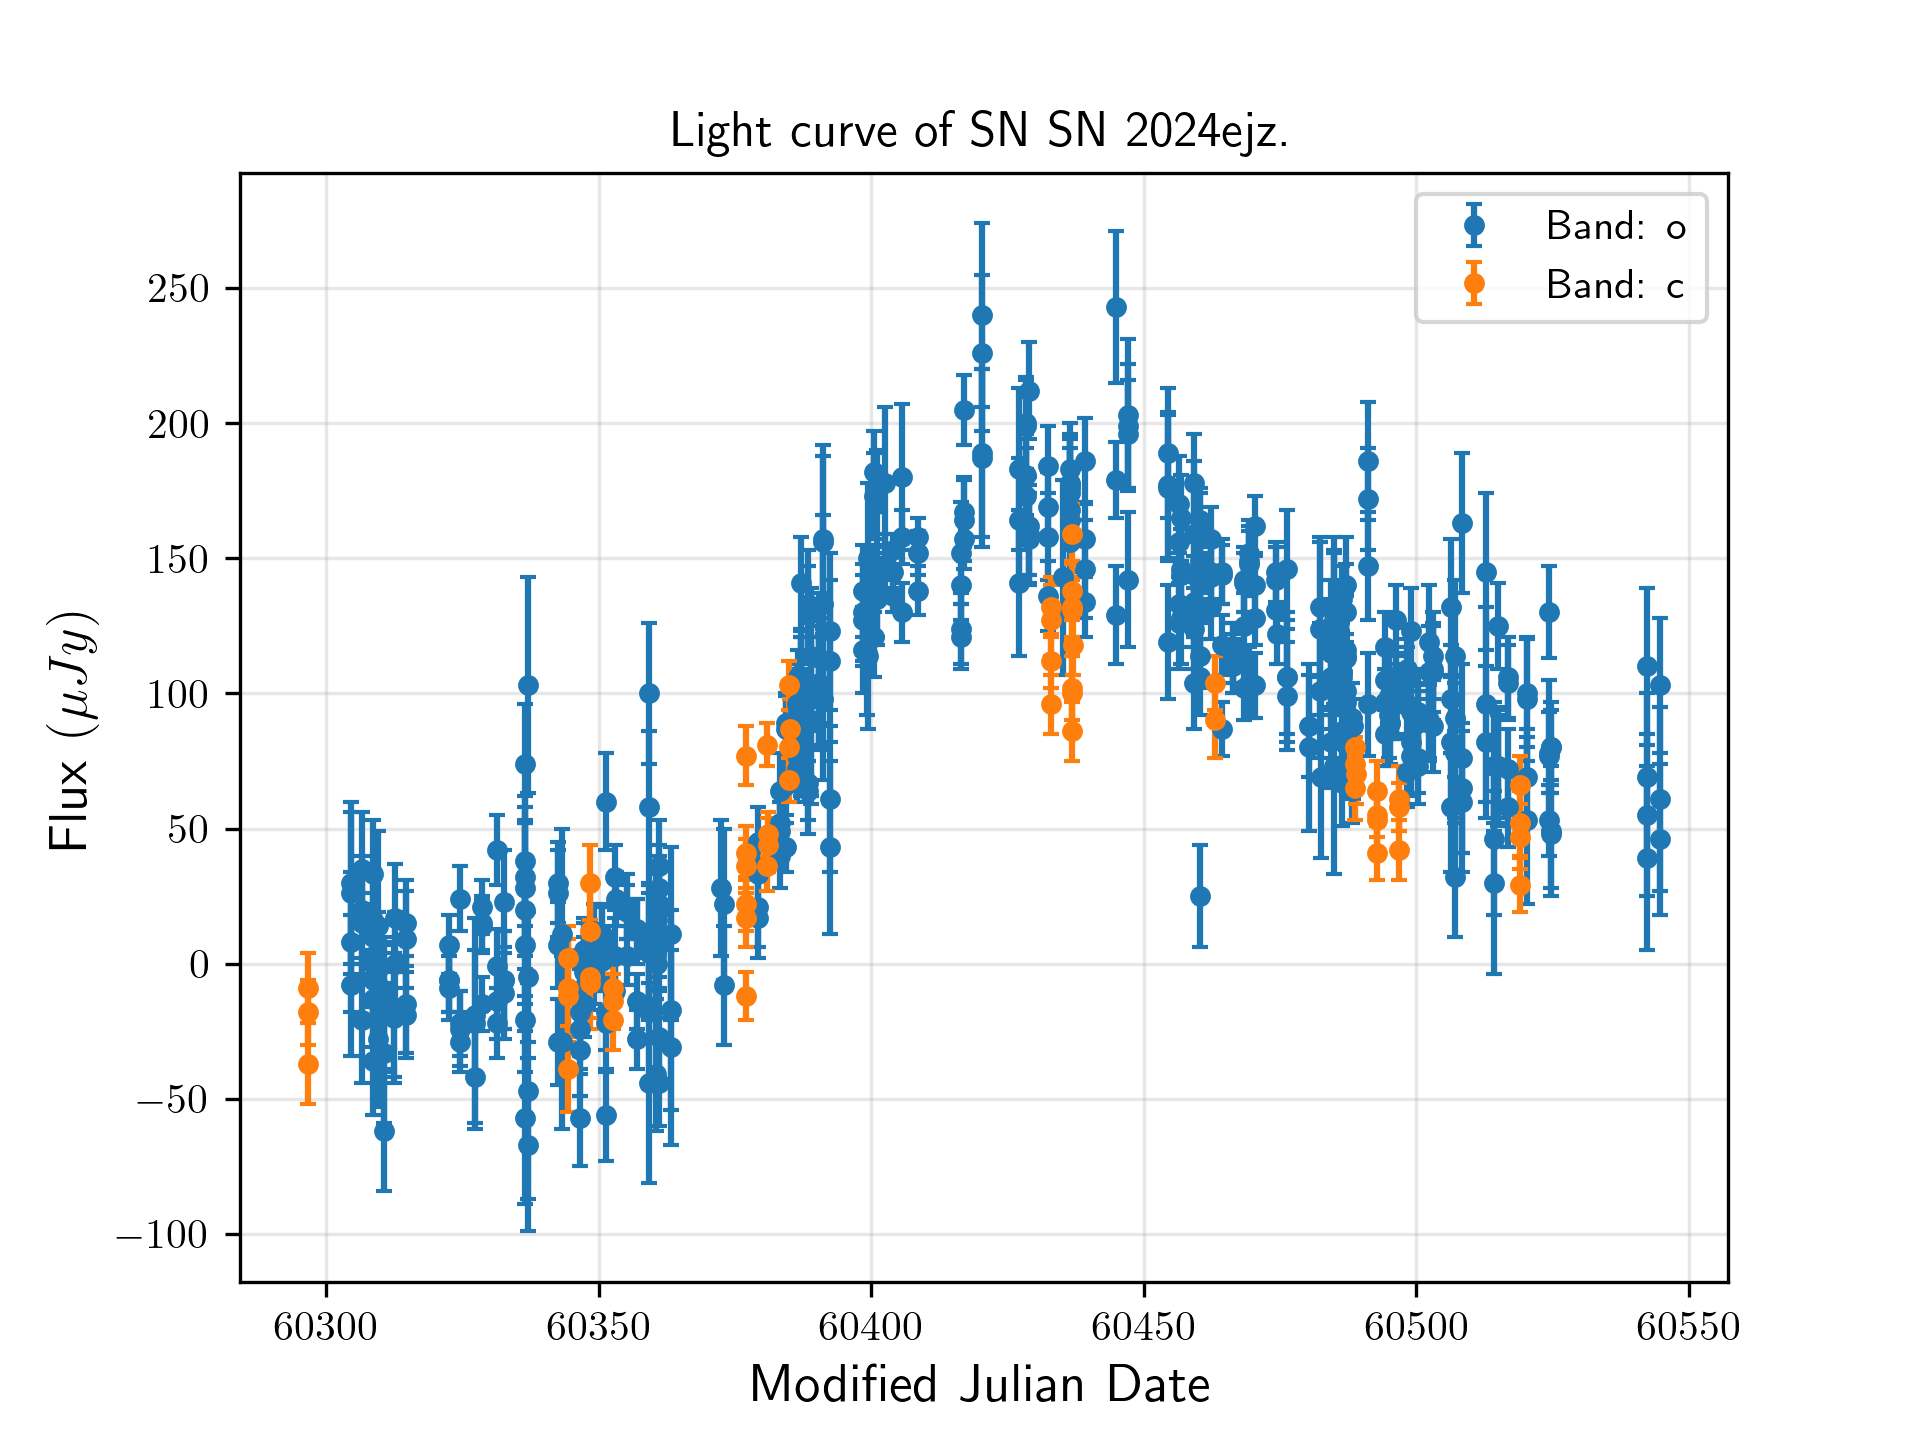 Light curve of SN SN 2024ejz.
Band: o
Band: c
Flux (μJy)
250
200
150
100
50
0
−50
−100
60300 60350 60400 60450 60500 60550
Modified Julian Date